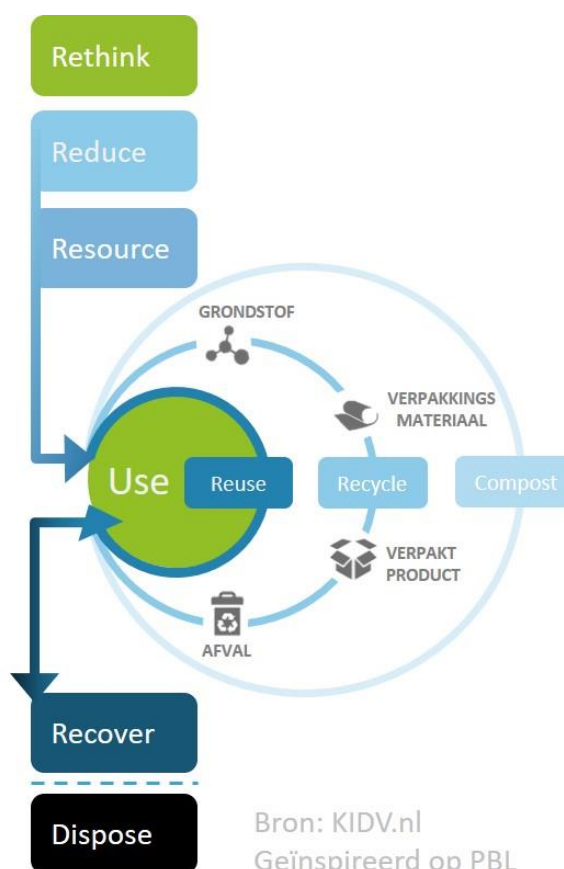 Rethink
Reduce
Resource
GRONDSTOF
VERPAKKINGS
MATERIAAL
Use
Reuse
Recycle
Compost
VERPAKT
PRODUCT
AFVAL
Recover
Dispose
Bron: KIDV.nl
Geïnspireerd op PBL